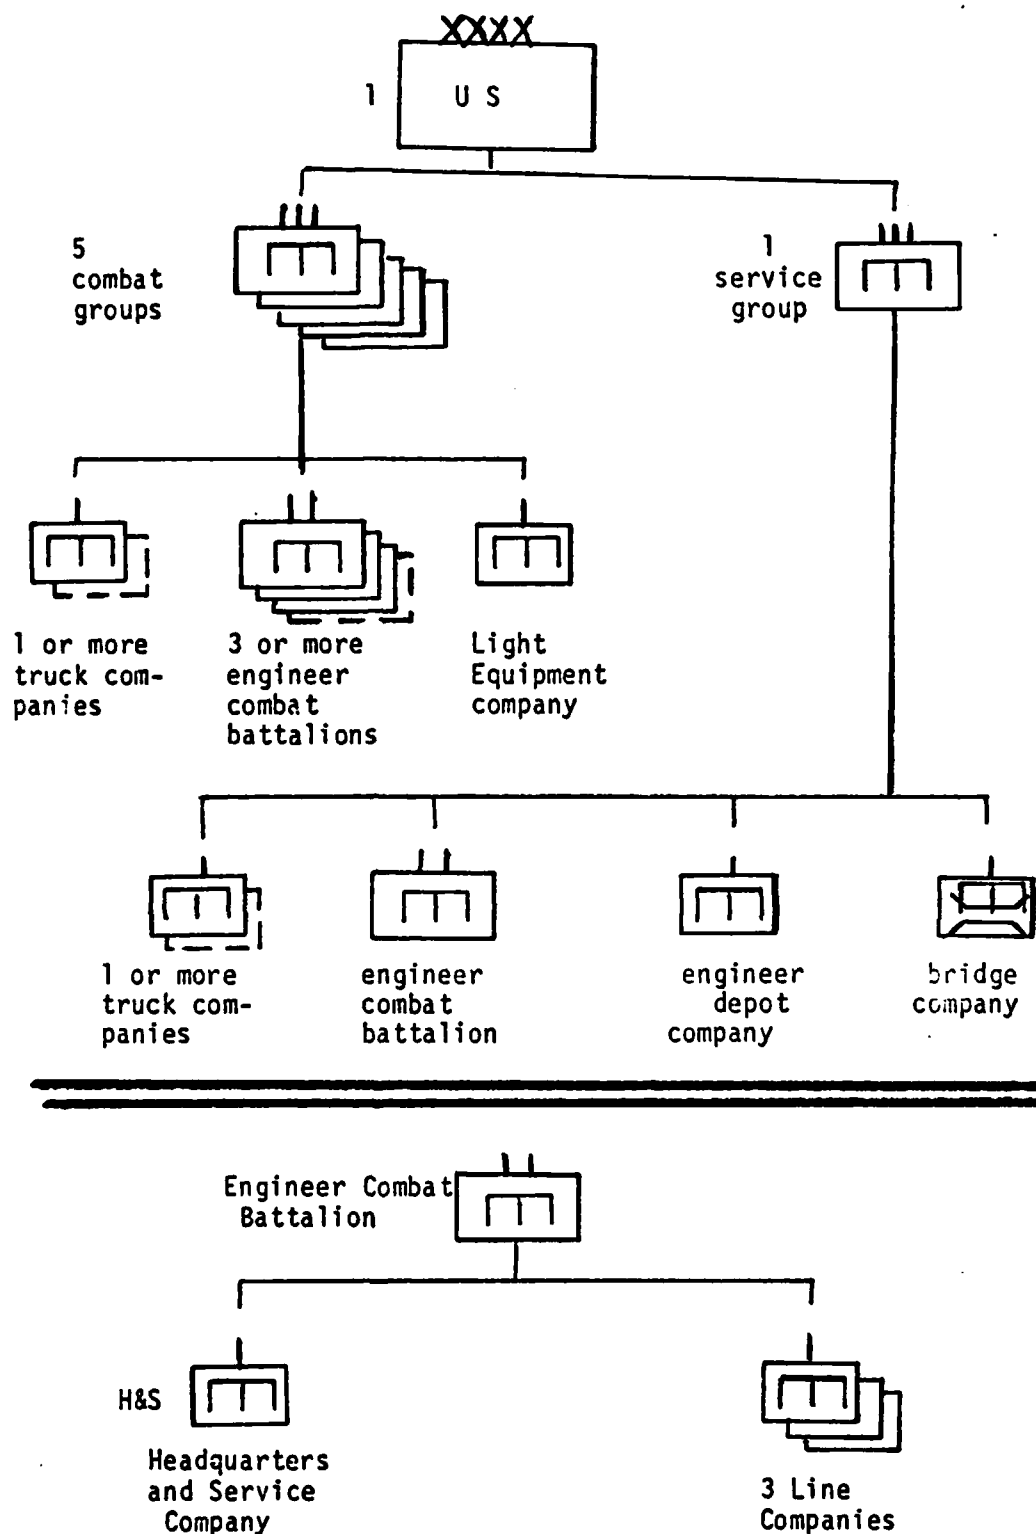 XXXX
1
U S
5
combat
groups
1
service
group
1 or more
truck com-
panies
3 or more
engineer
combat
battalions
Light
Equipment
company
1 or more
truck com-
panies
engineer
combat
battalion
engineer
depot
company
bridge
company
Engineer Combat
Battalion
H&S
Headquarters
and Service
Company
3 Line
Companies